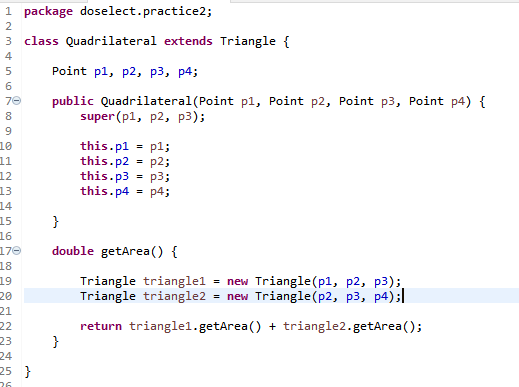 1 package doselect.practice2;
2
3 class Quadrilateral extends Triangle {
4
5     Point p1, p2, p3, p4;
6
7     public Quadrilateral(Point p1, Point p2, Point p3, Point p4) {
8         super(p1, p2, p3);
9
10         this.p1 = p1;
11         this.p2 = p2;
12         this.p3 = p3;
13         this.p4 = p4;
14
15     }
16
17     double getArea() {
18
19         Triangle triangle1 = new Triangle(p1, p2, p3);
20         Triangle triangle2 = new Triangle(p2, p3, p4);
21
22         return triangle1.getArea() + triangle2.getArea();
23     }
24
25 }
26